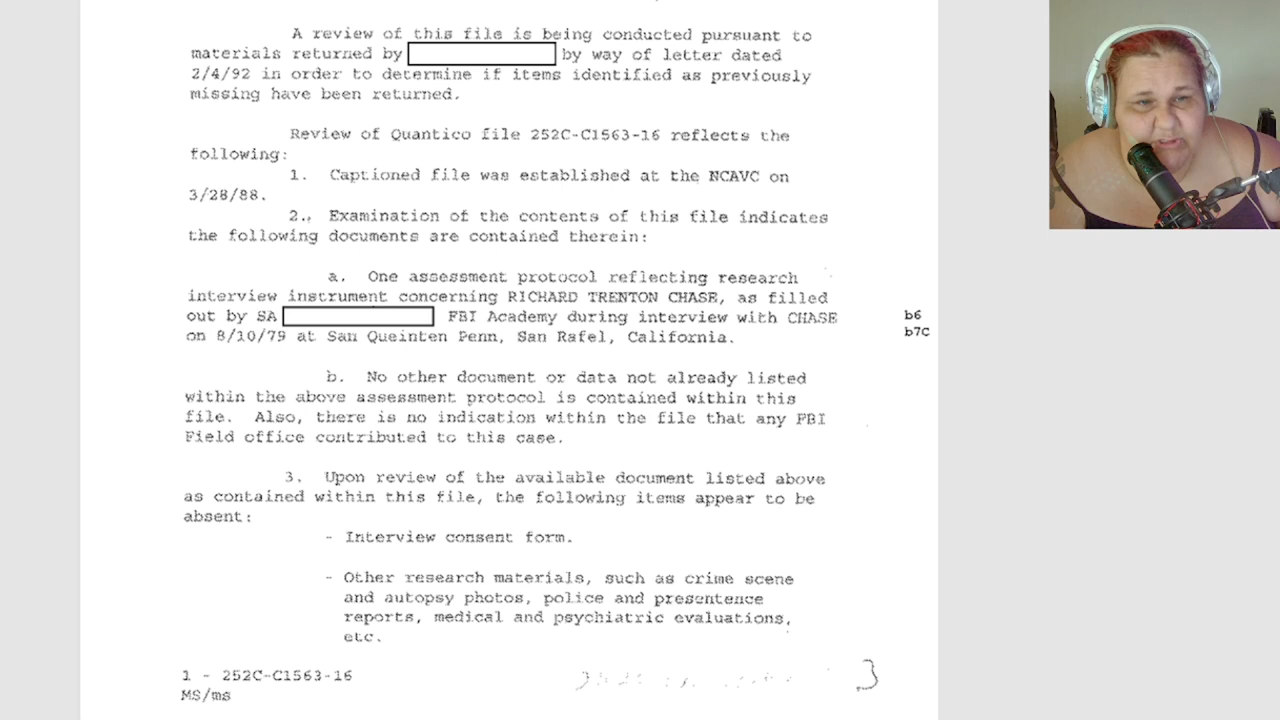 A review of this file is being conducted pursuant to
materials returned by by way of letter dated
2/4/92 in order to determine if items identified as previously
missing have been returned.
Review of Quantico file 252C-C1563-16 reflects the
following:
1. Captioned file was established at the NCAVC on
3/28/88.
2. Examination of the contents of this file indicates
the following documents are contained therein:
a. One assessment protocol reflecting research
interview instrument concerning RICHARD TRENTON CHASE, as filled
out by SA FBI Academy during interview with CHASE
on 8/10/79 at San Queinten Penn, San Rafel, California.
b6
b7C
b. No other document or data not already listed
within the above assessment protocol is contained within this
file. Also, there is no indication within the file that any FBI
Field office contributed to this case.
3. Upon review of the available document listed above
as contained within this file, the following items appear to be
absent:
- Interview consent form.
- Other research materials, such as crime scene
and autopsy photos, police and presentence
reports, medical and psychiatric evaluations,
etc.
1 - 252C-C1563-16
MS/ms
3